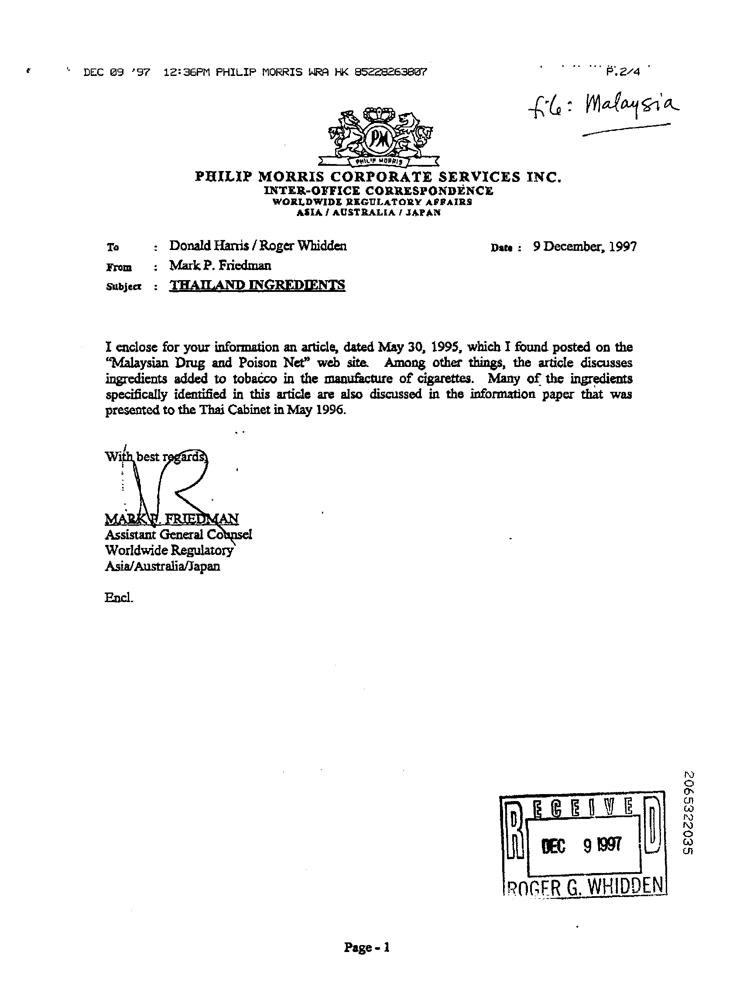 DEC 09 '97 12:36PM PHILIP MORRIS WRA HK 85228263807 P.2/4
file: Malaysia
PM
PHILIP MORRIS
PHILIP MORRIS CORPORATE SERVICES INC.
INTER-OFFICE CORRESPONDENCE
WORLDWIDE REGULATORY AFFAIRS
ASIA / AUSTRALIA / JAPAN
To : Donald Harris / Roger Whidden Date : 9 December, 1997
From : Mark P. Friedman
Subject : THAILAND INGREDIENTS
I enclose for your information an article, dated May 30, 1995, which I found posted on the
"Malaysian Drug and Poison Net" web site. Among other things, the article discusses
ingredients added to tobacco in the manufacture of cigarettes. Many of the ingredients
specifically identified in this article are also discussed in the information paper that was
presented to the Thai Cabinet in May 1996.
With best regards,
MARK P. FRIEDMAN
Assistant General Counsel
Worldwide Regulatory
Asia/Australia/Japan
Encl.
2065322035
RECEIVED
DEC 9 1997
ROGER G. WHIDDEN
Page - 1